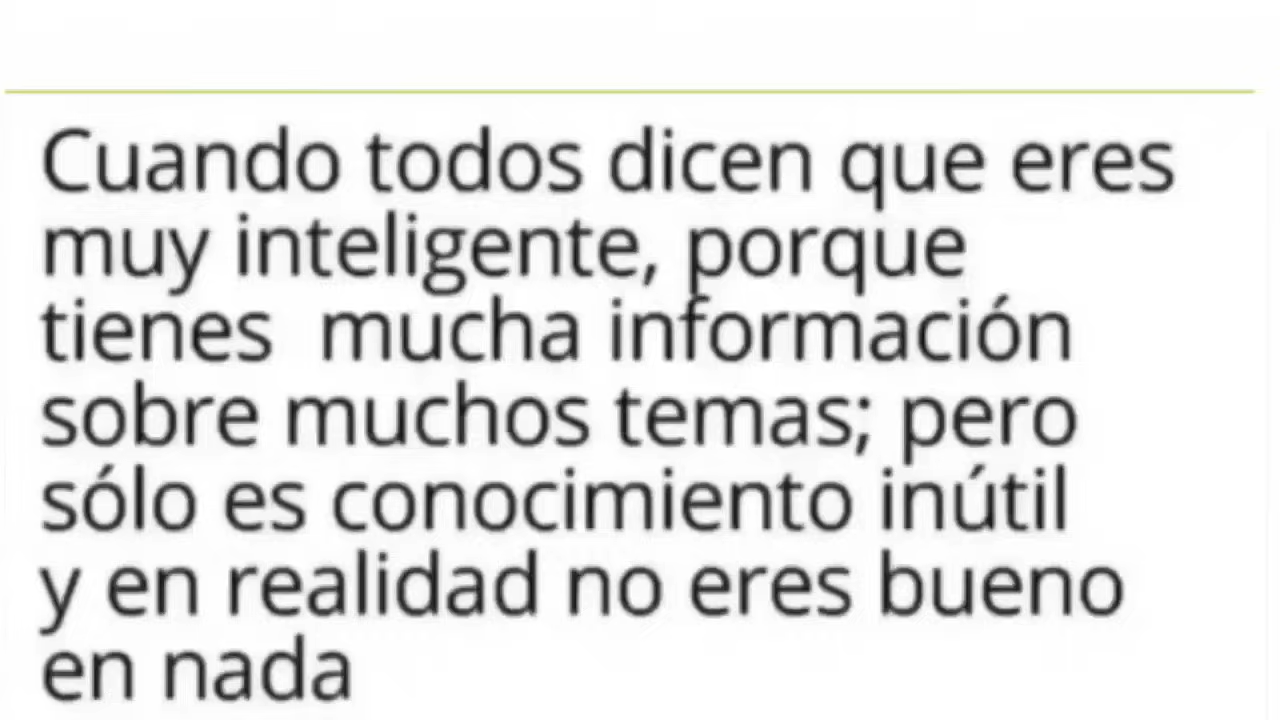 Cuando todos dicen que eres
muy inteligente, porque
tienes  mucha información
sobre muchos temas; pero
sólo es conocimiento inútil
y en realidad no eres bueno
en nada